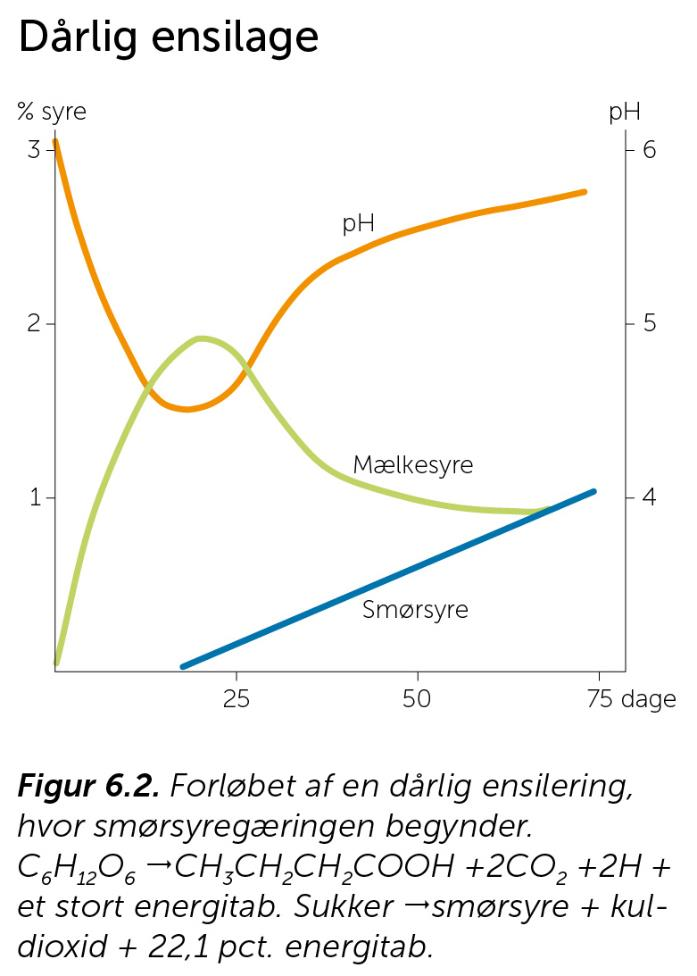 Dårlig ensilage
% syre
pH
3
6
pH
2
5
Mælkesyre
1
4
Smørsyre
25
50
75 dage
Figur 6.2. Forløbet af en dårlig ensilering,
hvor smørsyregæringen begynder.
C₆H₁₂O₆ →CH₃CH₂CH₂COOH +2CO₂ +2H +
et stort energitab. Sukker →smørsyre + kul-
dioxid + 22,1 pct. energitab.